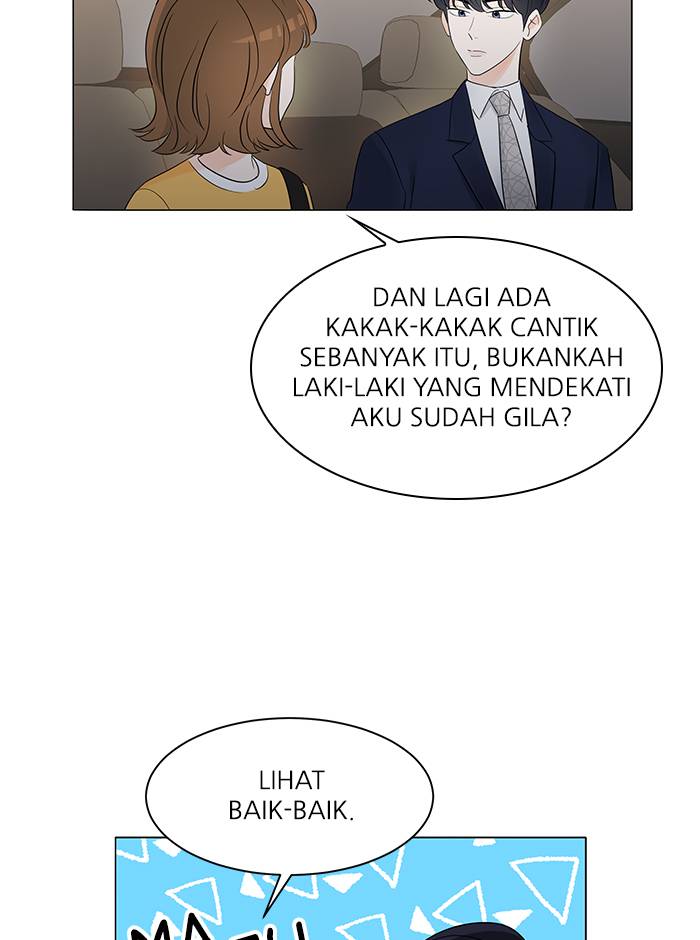 DAN LAGI ADA
KAKAK-KAKAK CANTIK
SEBANYAK ITU, BUKANKAH
LAKI-LAKI YANG MENDEKATI
AKU SUDAH GILA?
LIHAT
BAIK-BAIK.